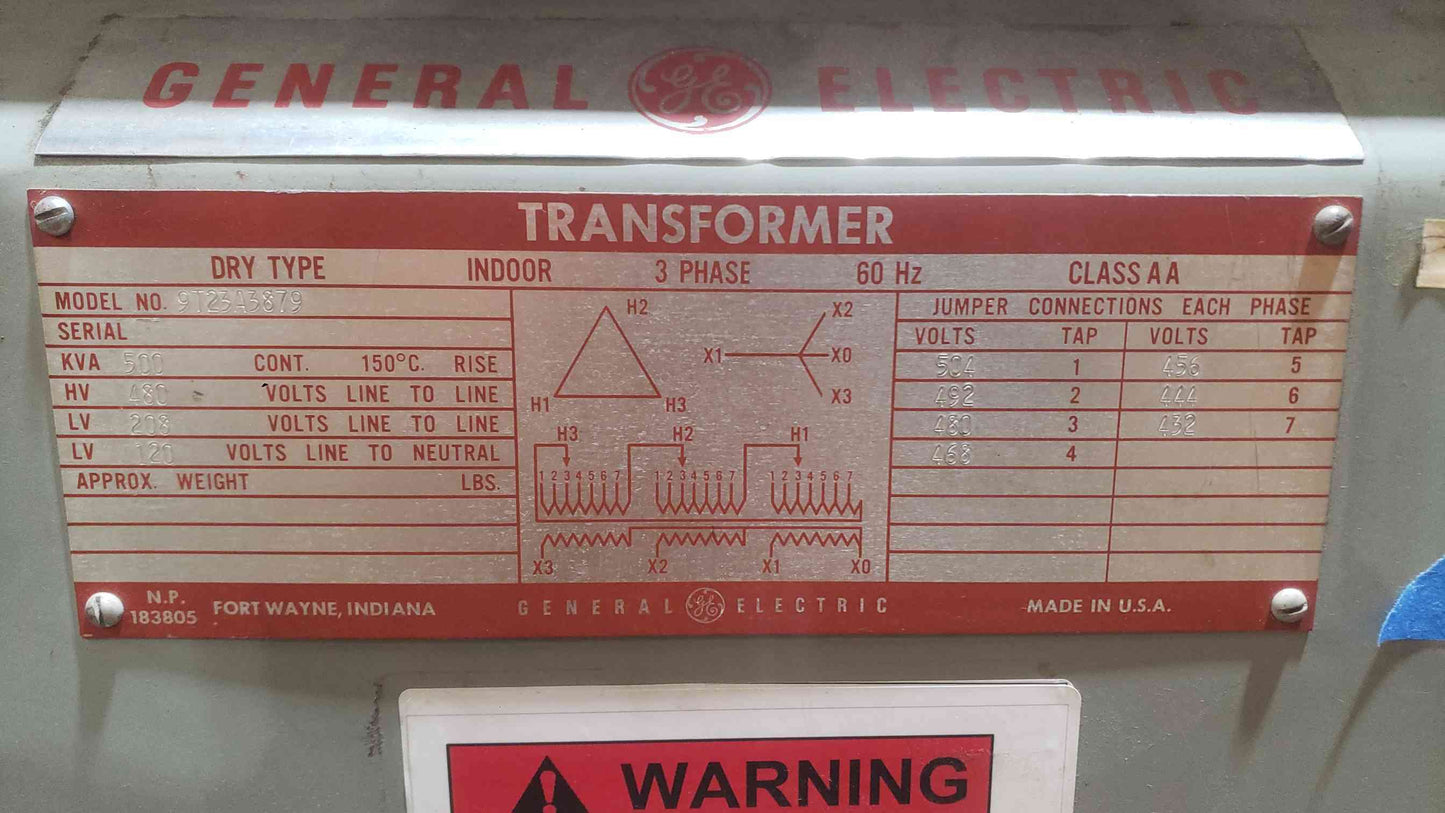 GENERAL GE ELECTRIC
TRANSFORMER
DRY TYPE INDOOR 3 PHASE 60 Hz CLASS AA
MODEL NO. 9T23A3879
SERIAL
KVA 500 CONT. 150°C. RISE
HV 480 VOLTS LINE TO LINE
LV 208 VOLTS LINE TO LINE
LV 120 VOLTS LINE TO NEUTRAL
APPROX. WEIGHT LBS.
H2
H1 H3
X2
X1 X0
X3
H3 H2 H1
1 2 3 4 5 6 7 1 2 3 4 5 6 7 1 2 3 4 5 6 7
X3 X2 X1 X0
JUMPER CONNECTIONS EACH PHASE
VOLTS TAP VOLTS TAP
504 1 456 5
492 2 444 6
480 3 432 7
468 4
N.P.
183805 FORT WAYNE, INDIANA GENERAL GE ELECTRIC MADE IN U.S.A.
WARNING